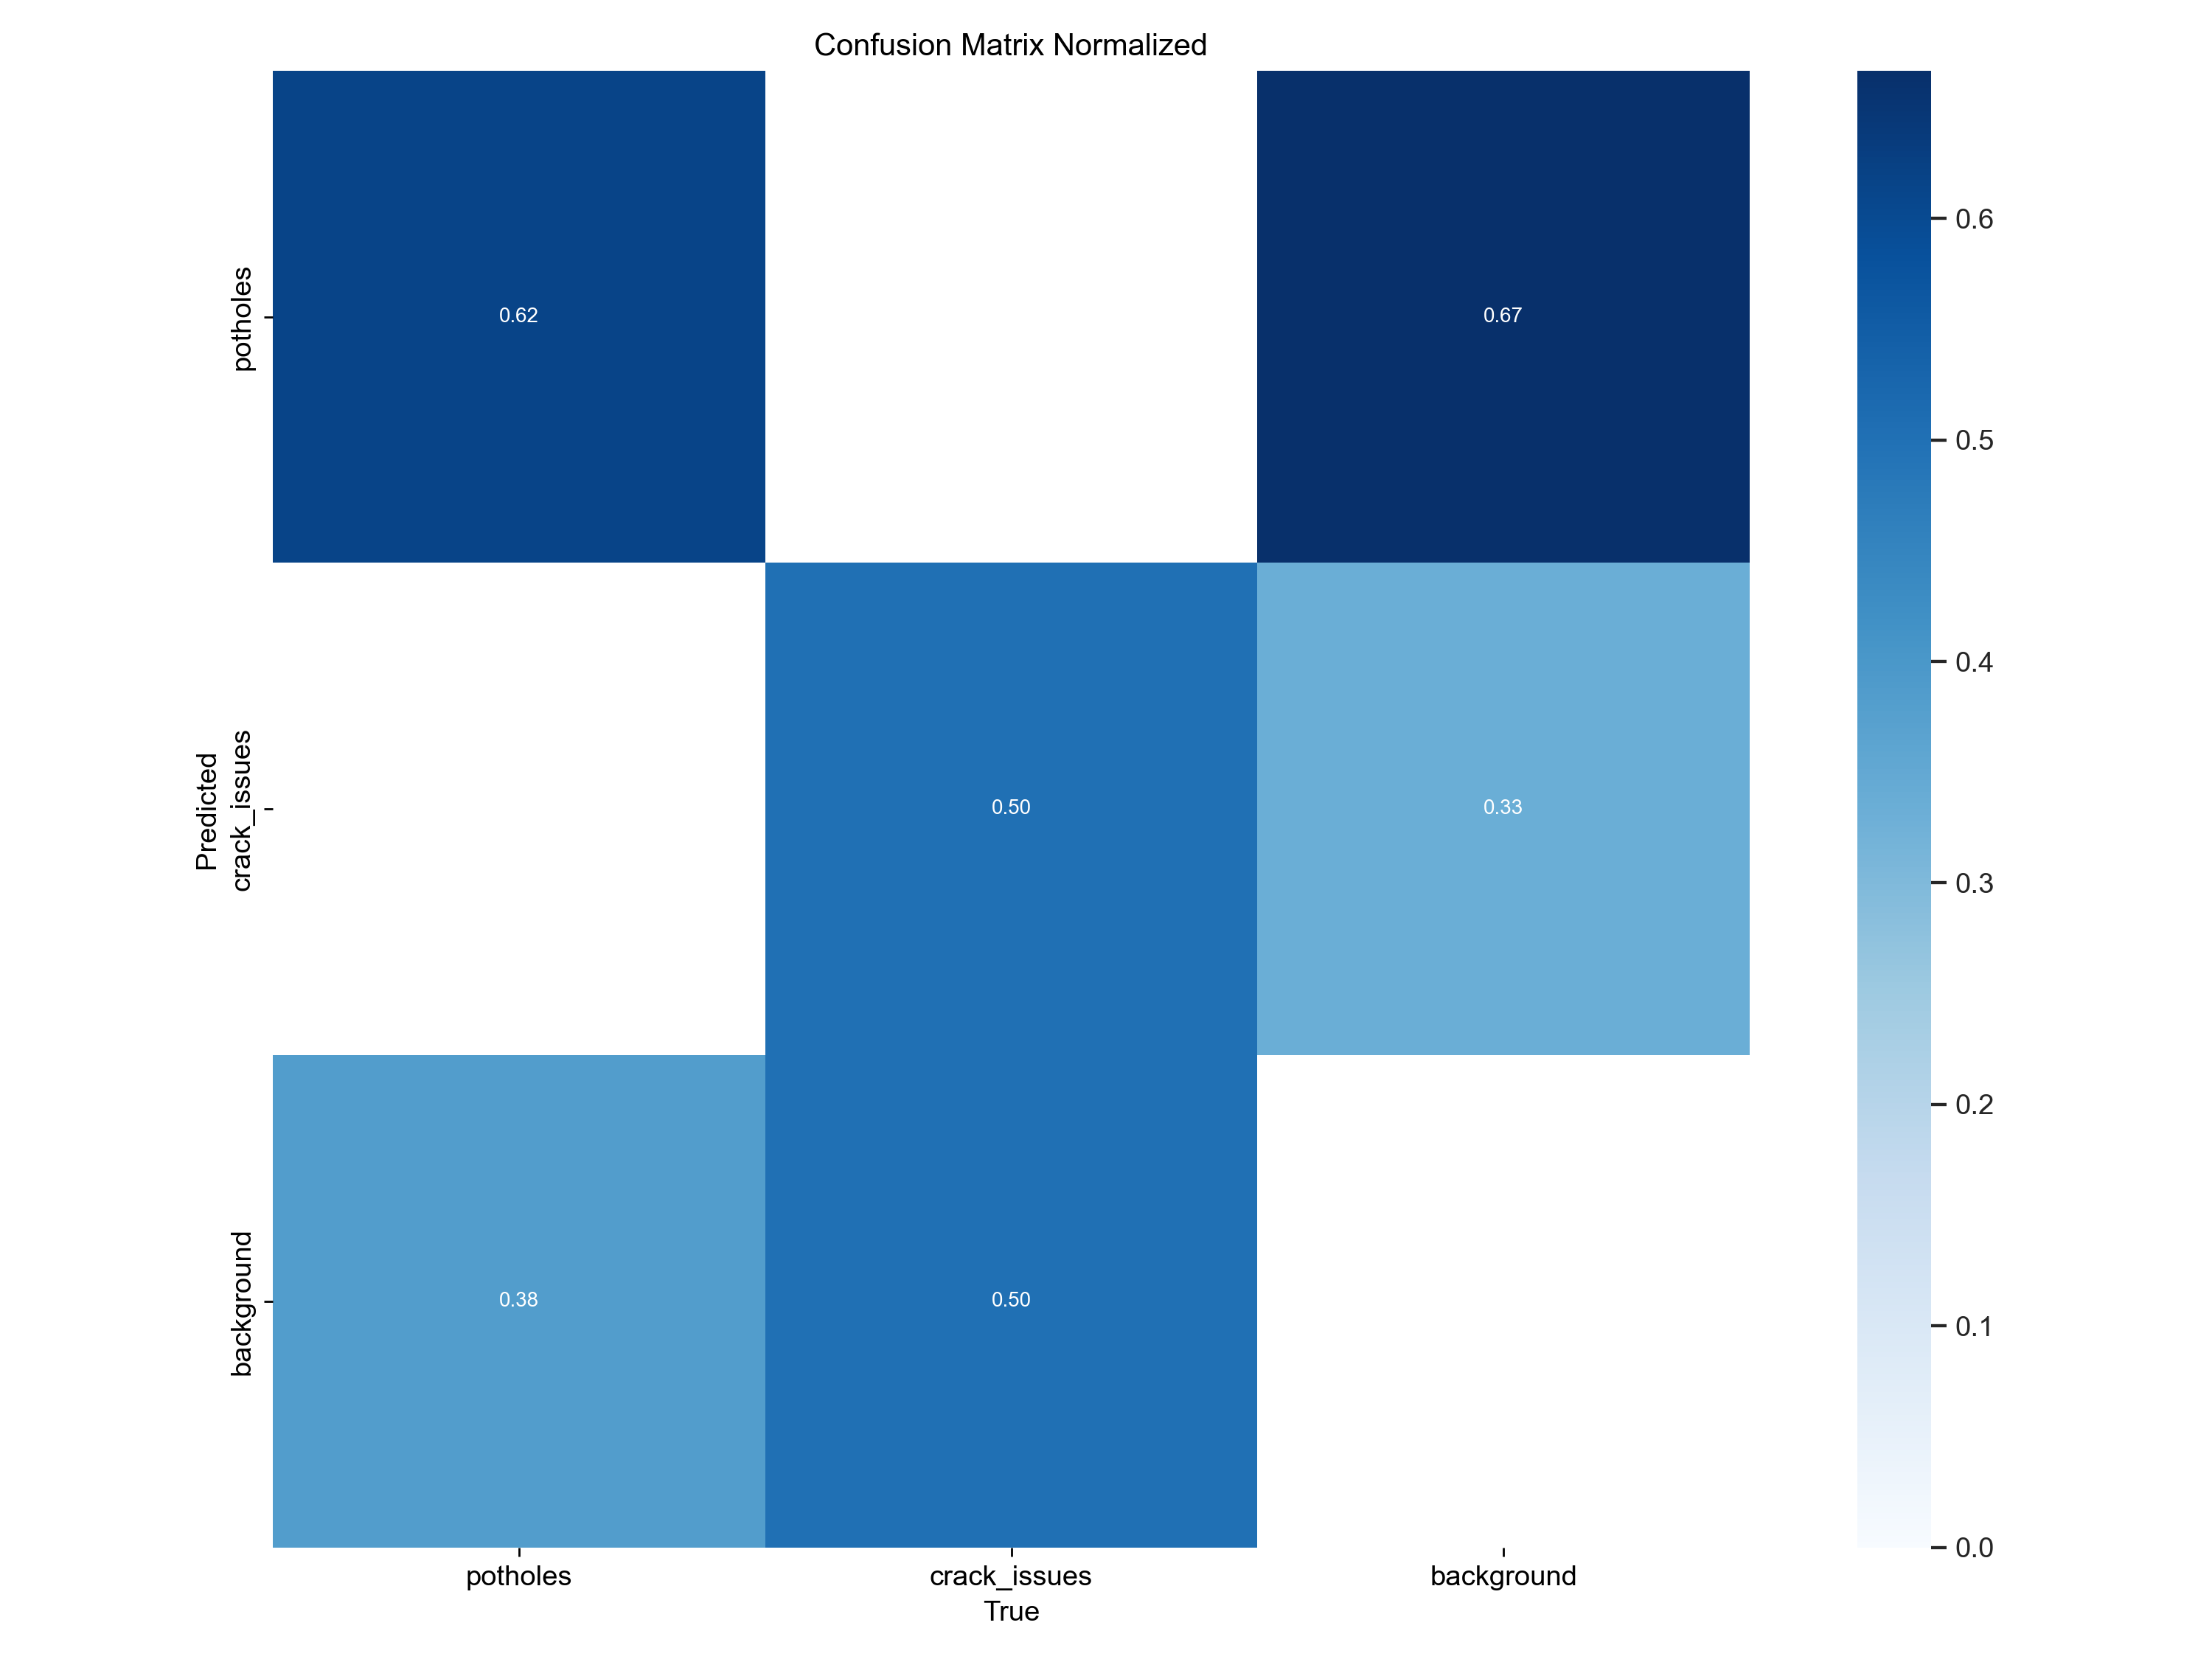 Confusion Matrix Normalized
potholes
0.62
0.67
Predicted
crack_issues
0.50
0.33
background
0.38
0.50
potholes
crack_issues
background
True
0.6
0.5
0.4
0.3
0.2
0.1
0.0